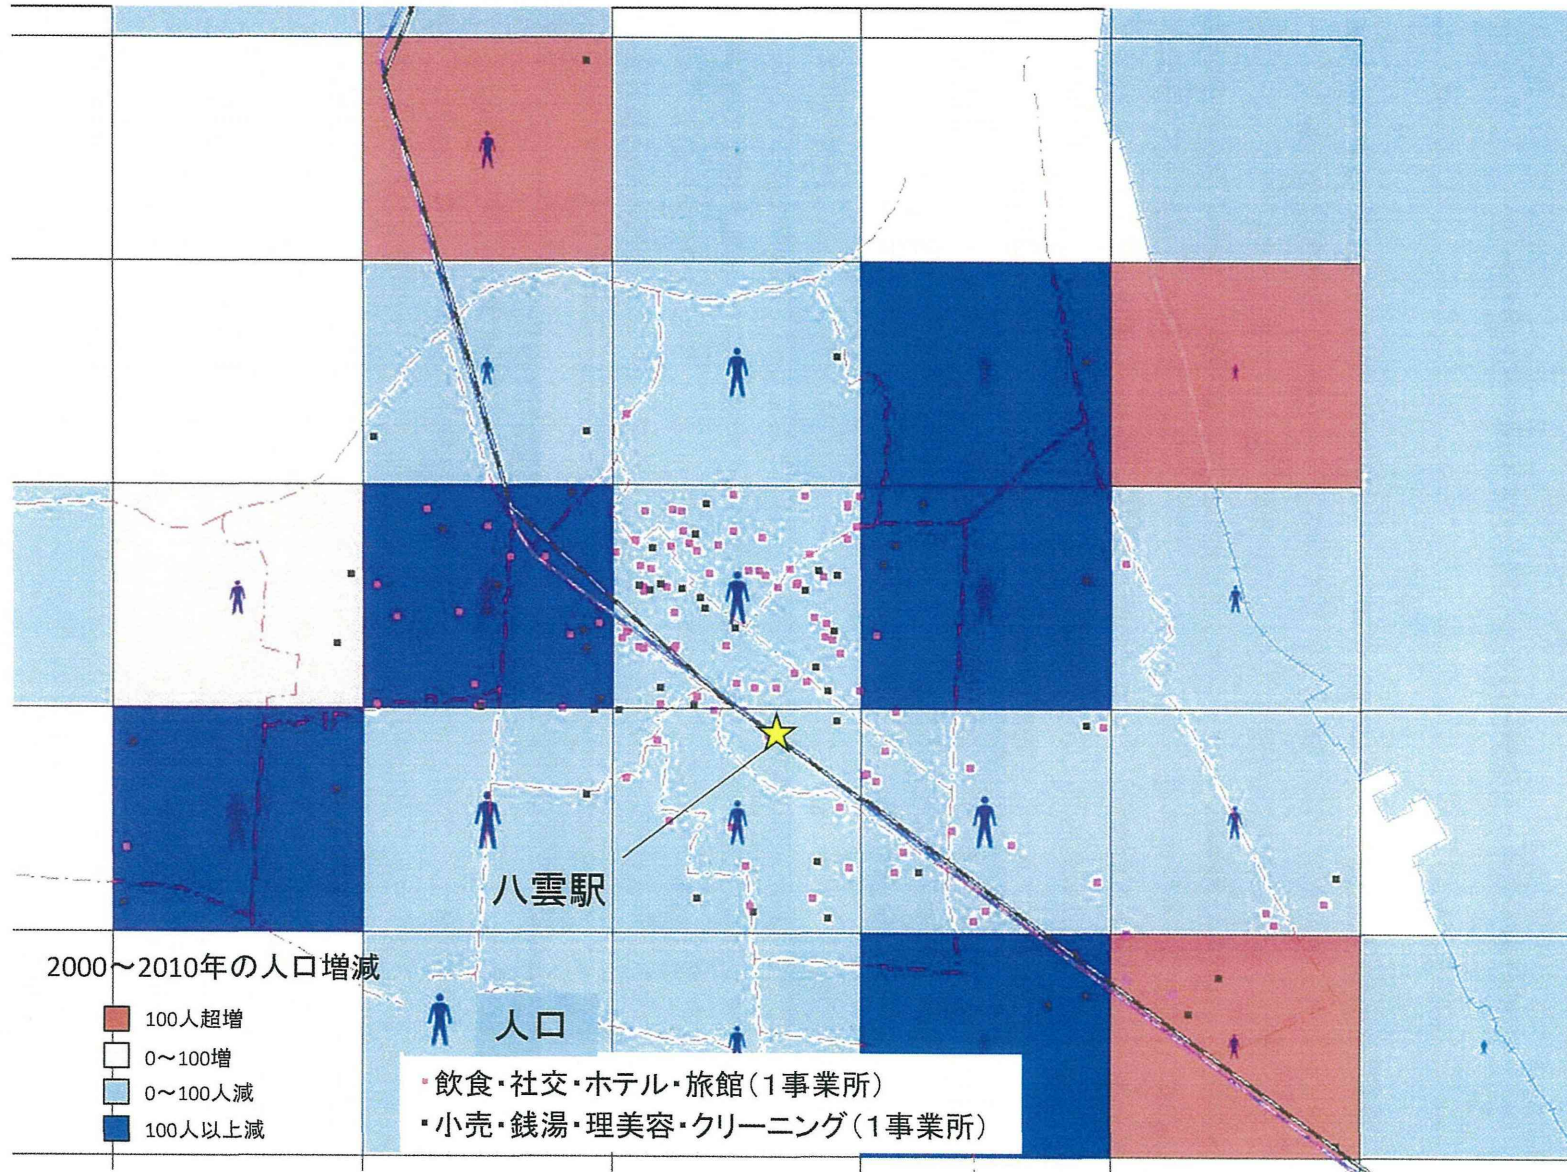 八雲駅
2000～2010年の人口増減
100人超増
0～100増
0～100人減
100人以上減
人口
飲食・社交・ホテル・旅館(1事業所)
小売・銭湯・理美容・クリーニング(1事業所)